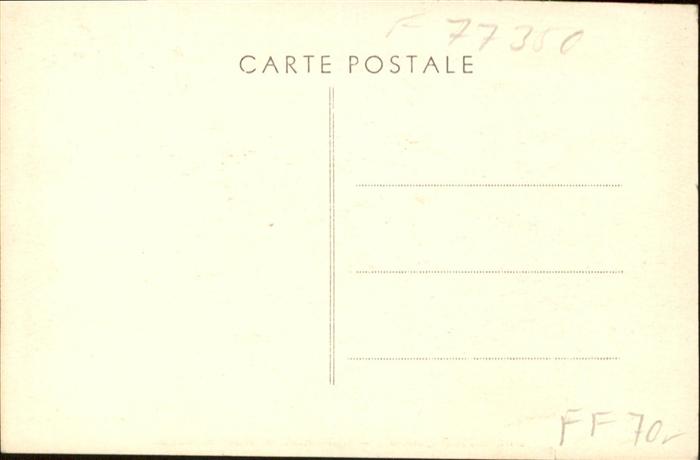 F 77350
CARTE POSTALE
FF 70,-